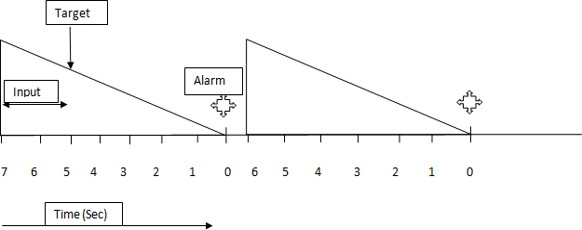 Target
Alarm
Input
7 6 5 4 3 2 1 0 6 5 4 3 2 1 0
Time (Sec)